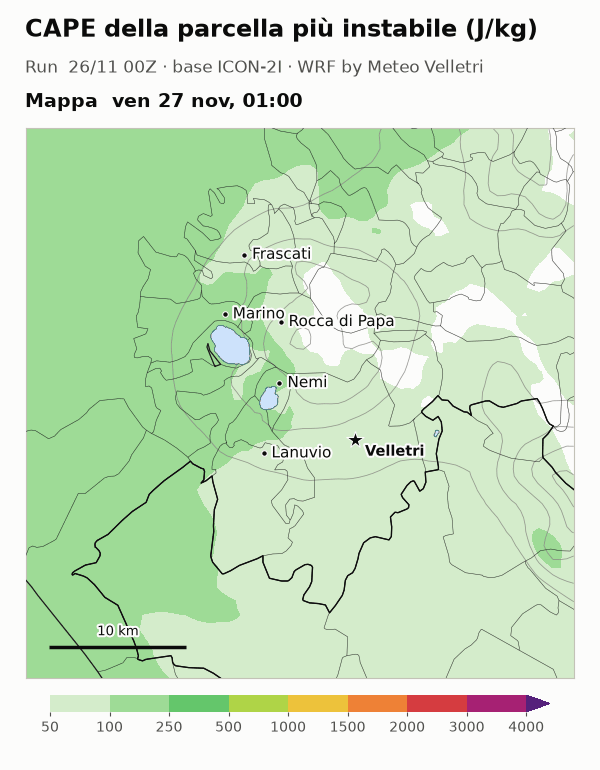 CAPE della parcella più instabile (J/kg)
Run  26/11 00Z · base ICON-2I · WRF by Meteo Velletri
Mappa  ven 27 nov, 01:00
Frascati
Marino
Rocca di Papa
Nemi
Velletri
Lanuvio
10 km
50 100 250 500 1000 1500 2000 3000 4000